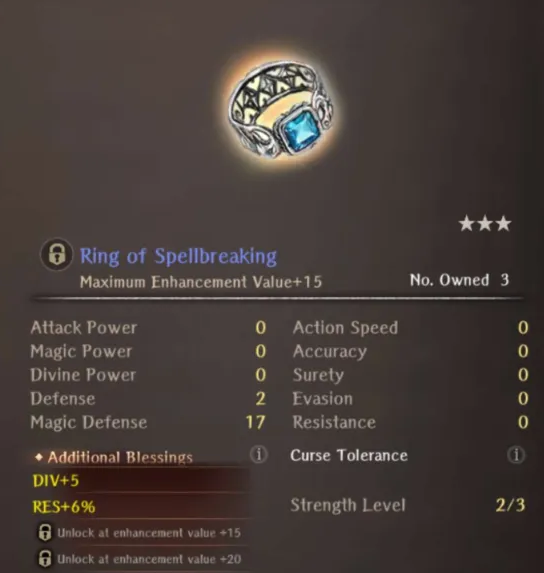 ★★★
Ring of Spellbreaking
Maximum Enhancement Value+15
No. Owned 3
Attack Power 0
Action Speed 0
Magic Power 0
Accuracy 0
Divine Power 0
Surety 0
Defense 2
Evasion 0
Magic Defense 17
Resistance 0
Additional Blessings
Curse Tolerance
DIV+5
RES+6%
Strength Level 2/3
Unlock at enhancement value +15
Unlock at enhancement value +20